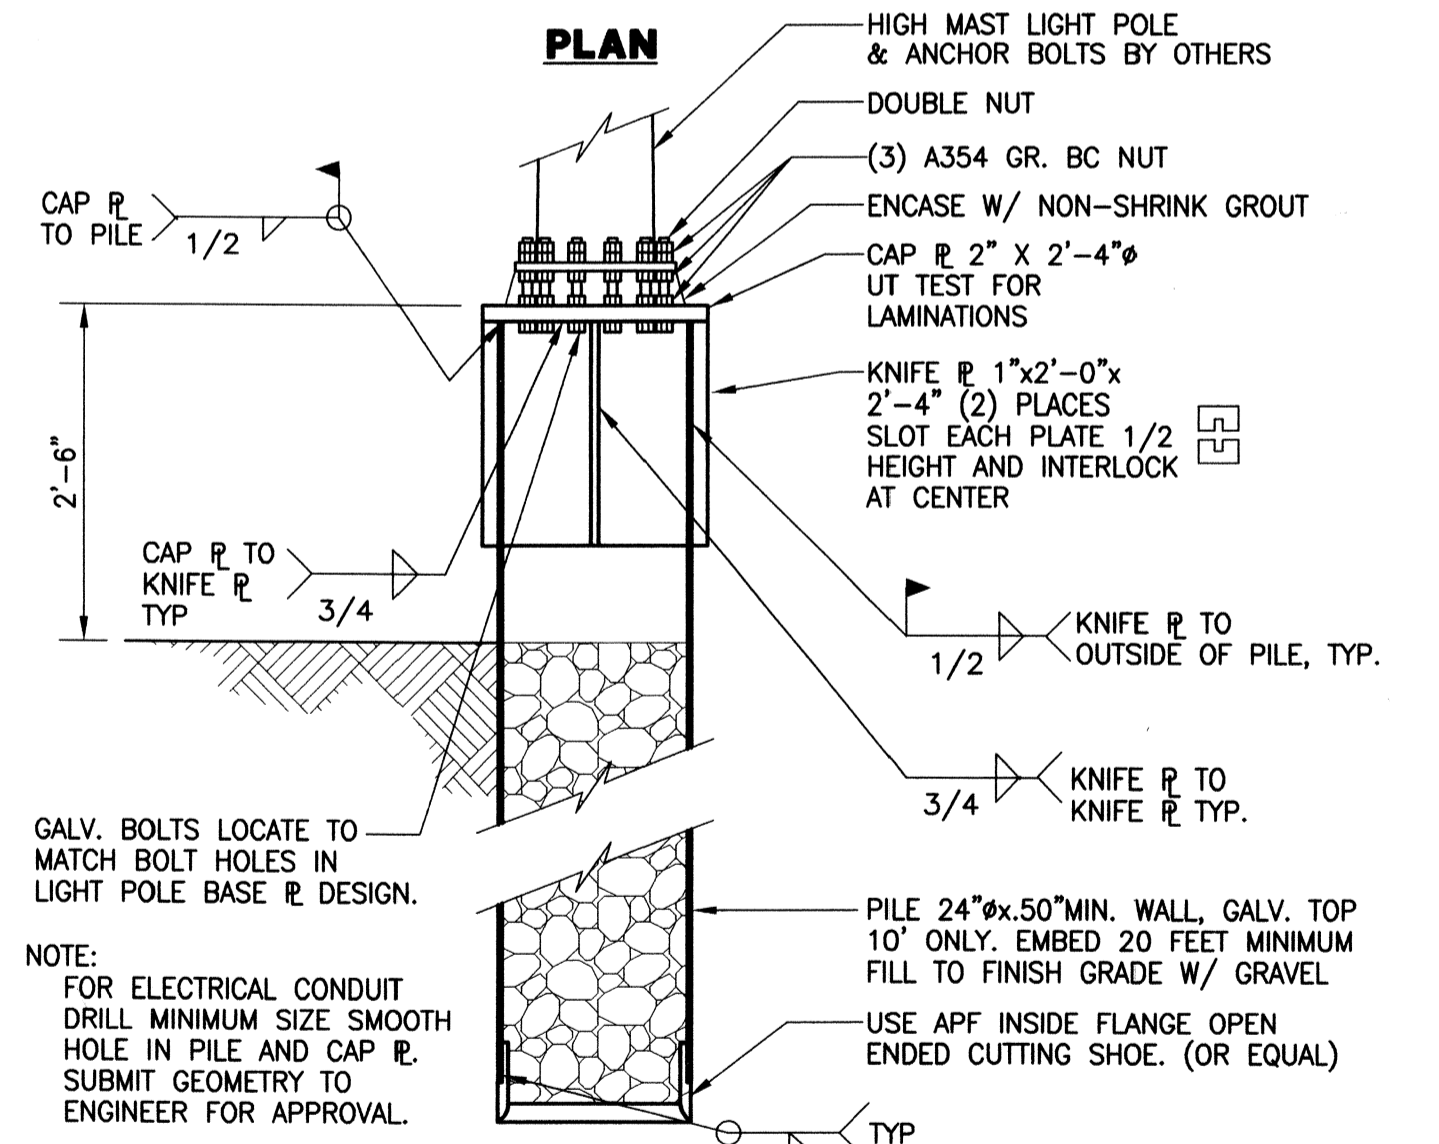 PLAN
HIGH MAST LIGHT POLE
& ANCHOR BOLTS BY OTHERS
DOUBLE NUT
(3) A354 GR. BC NUT
ENCASE W/ NON-SHRINK GROUT
CAP ⅊ 2" X 2'-4"ø
UT TEST FOR
LAMINATIONS
CAP ⅊
TO PILE
1/2
KNIFE ⅊ 1"x2'-0"x
2'-4" (2) PLACES
SLOT EACH PLATE 1/2
HEIGHT AND INTERLOCK
AT CENTER
2'-6"
CAP ⅊ TO
KNIFE ⅊
TYP
3/4
1/2
KNIFE ⅊ TO
OUTSIDE OF PILE, TYP.
3/4
KNIFE ⅊ TO
KNIFE ⅊ TYP.
GALV. BOLTS LOCATE TO
MATCH BOLT HOLES IN
LIGHT POLE BASE ⅊ DESIGN.
PILE 24"øx.50"MIN. WALL, GALV. TOP
10' ONLY. EMBED 20 FEET MINIMUM
FILL TO FINISH GRADE W/ GRAVEL
NOTE:
FOR ELECTRICAL CONDUIT
DRILL MINIMUM SIZE SMOOTH
HOLE IN PILE AND CAP ⅊.
SUBMIT GEOMETRY TO
ENGINEER FOR APPROVAL.
USE APF INSIDE FLANGE OPEN
ENDED CUTTING SHOE. (OR EQUAL)
TYP